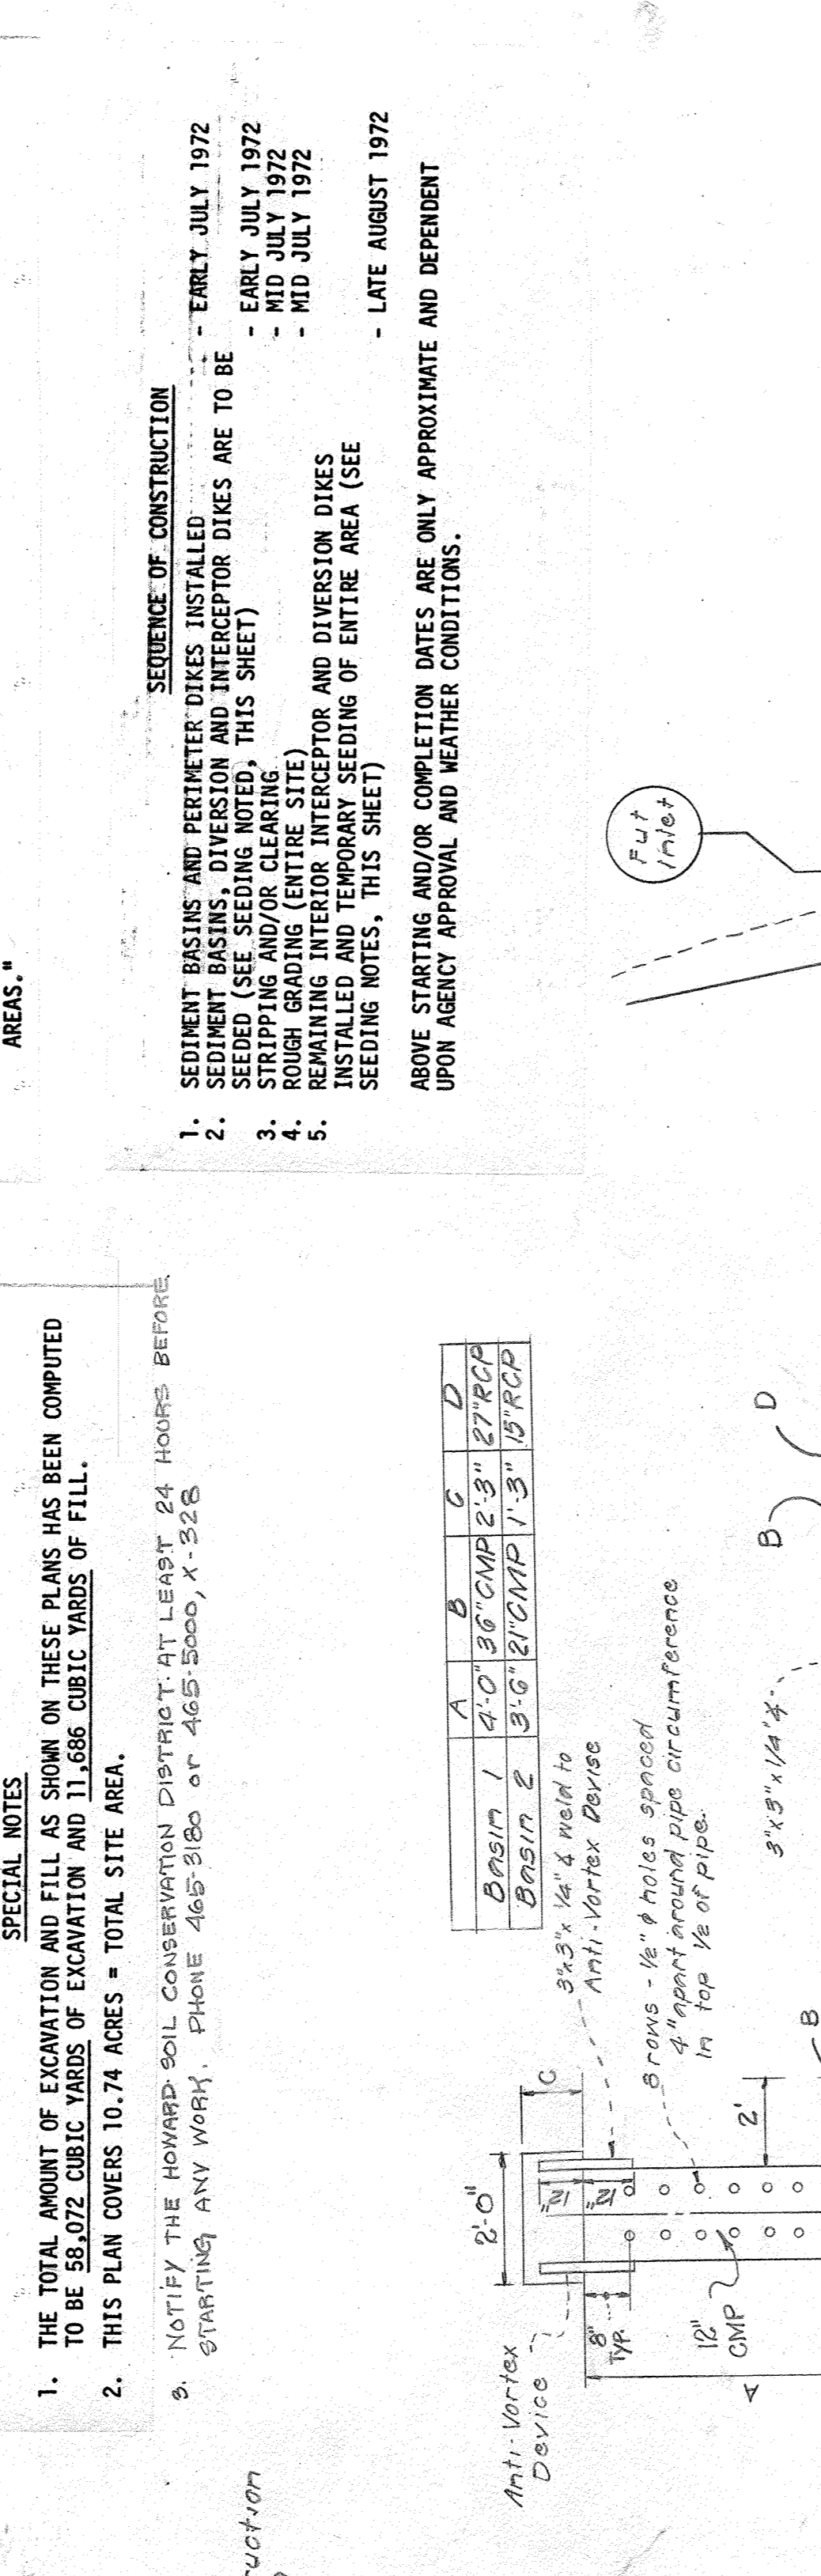 SPECIAL NOTES
1. THE TOTAL AMOUNT OF EXCAVATION AND FILL AS SHOWN ON THESE PLANS HAS BEEN COMPUTED
TO BE 58,072 CUBIC YARDS OF EXCAVATION AND 11,686 CUBIC YARDS OF FILL.
2. THIS PLAN COVERS 10.74 ACRES = TOTAL SITE AREA.
3. NOTIFY THE HOWARD SOIL CONSERVATION DISTRICT AT LEAST 24 HOURS BEFORE
STARTING ANY WORK. PHONE 465-3180 or 465-5000, X-328
uction
A B C D
Basin 1 4'-0" 36"CMP 2'-3" 27"RCP
Basin 2 3'-6" 21"CMP 1'-3" 15"RCP
Anti-Vortex
Device
2'-0"
C
12"
12"
8"
TYP.
12"
CMP
A
2'
B
3"x3"x 1/4" ∡ weld to
Anti-Vortex Devise
8 rows - 1/2" ϕ holes spaced
4" apart around pipe circumference
in top 1/2 of pipe.
3"x3"x1/4"∡
B
D
AREAS."
SEQUENCE OF CONSTRUCTION
1. SEDIMENT BASINS AND PERIMETER DIKES INSTALLED - EARLY JULY 1972
2. SEDIMENT BASINS, DIVERSION AND INTERCEPTOR DIKES ARE TO BE
SEEDED (SEE SEEDING NOTED, THIS SHEET) - EARLY JULY 1972
3. STRIPPING AND/OR CLEARING - MID JULY 1972
4. ROUGH GRADING (ENTIRE SITE) - MID JULY 1972
5. REMAINING INTERIOR INTERCEPTOR AND DIVERSION DIKES
INSTALLED AND TEMPORARY SEEDING OF ENTIRE AREA (SEE
SEEDING NOTES, THIS SHEET) - LATE AUGUST 1972
ABOVE STARTING AND/OR COMPLETION DATES ARE ONLY APPROXIMATE AND DEPENDENT
UPON AGENCY APPROVAL AND WEATHER CONDITIONS.
Fut
Inlet